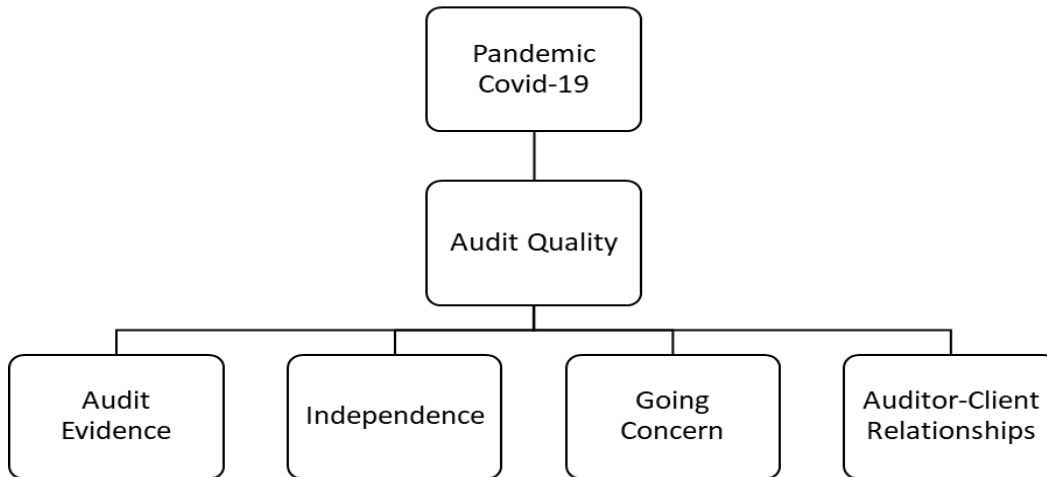 Pandemic
Covid-19
Audit Quality
Audit
Evidence
Independence
Going
Concern
Auditor-Client
Relationships